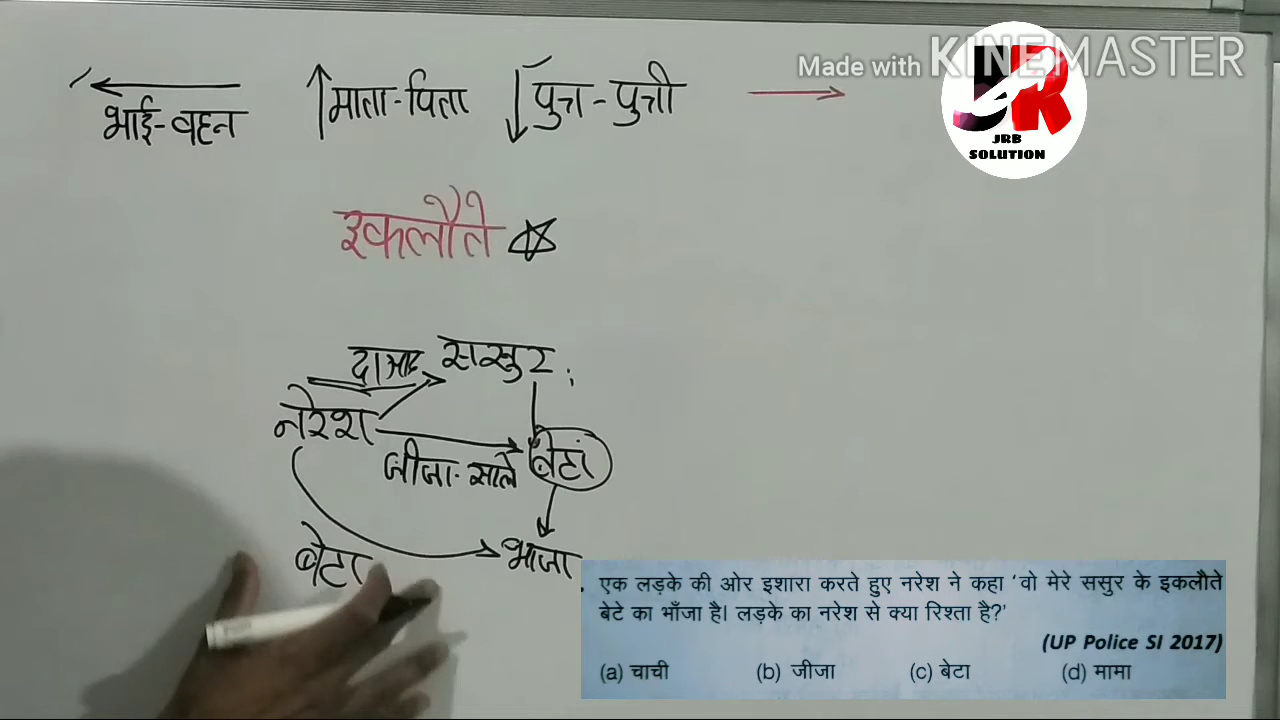 Made with KINEMASTER
JRB
SOLUTION
भाई-बहन
माता-पिता
पुत्र-पुत्री
इकलौते
दामाद ससुर
नरेश
जीजा-साले बेटा
बेटा
भांजा
एक लड़के की ओर इशारा करते हुए नरेश ने कहा 'वो मेरे ससुर के इकलौते
बेटे का भाँजा है। लड़के का नरेश से क्या रिश्ता है?'
(UP Police SI 2017)
(a) चाची (b) जीजा (c) बेटा (d) मामा